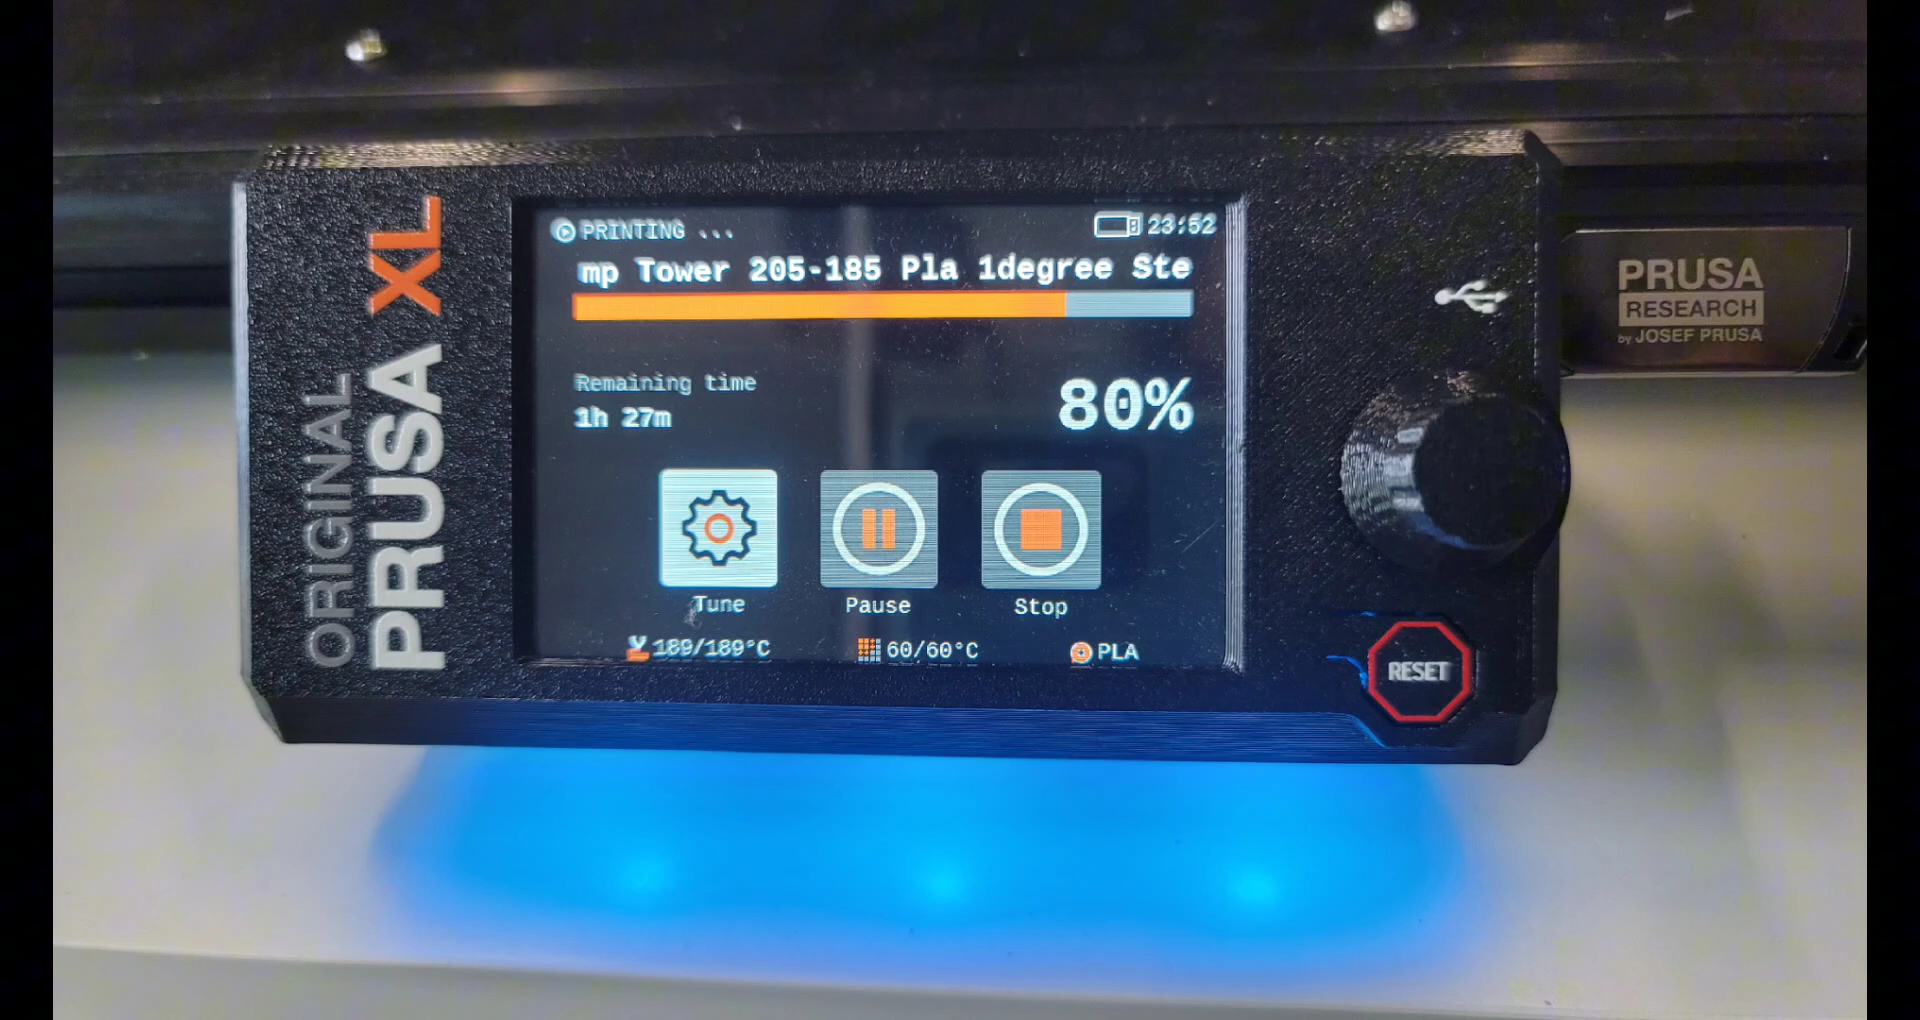 ORIGINAL
PRUSA XL
PRINTING ...
23:52
mp Tower 205-185 Pla 1degree Ste
Remaining time
1h 27m
80%
Tune
Pause
Stop
189/189°C
60/60°C
PLA
RESET
PRUSA
RESEARCH
by JOSEF PRUSA